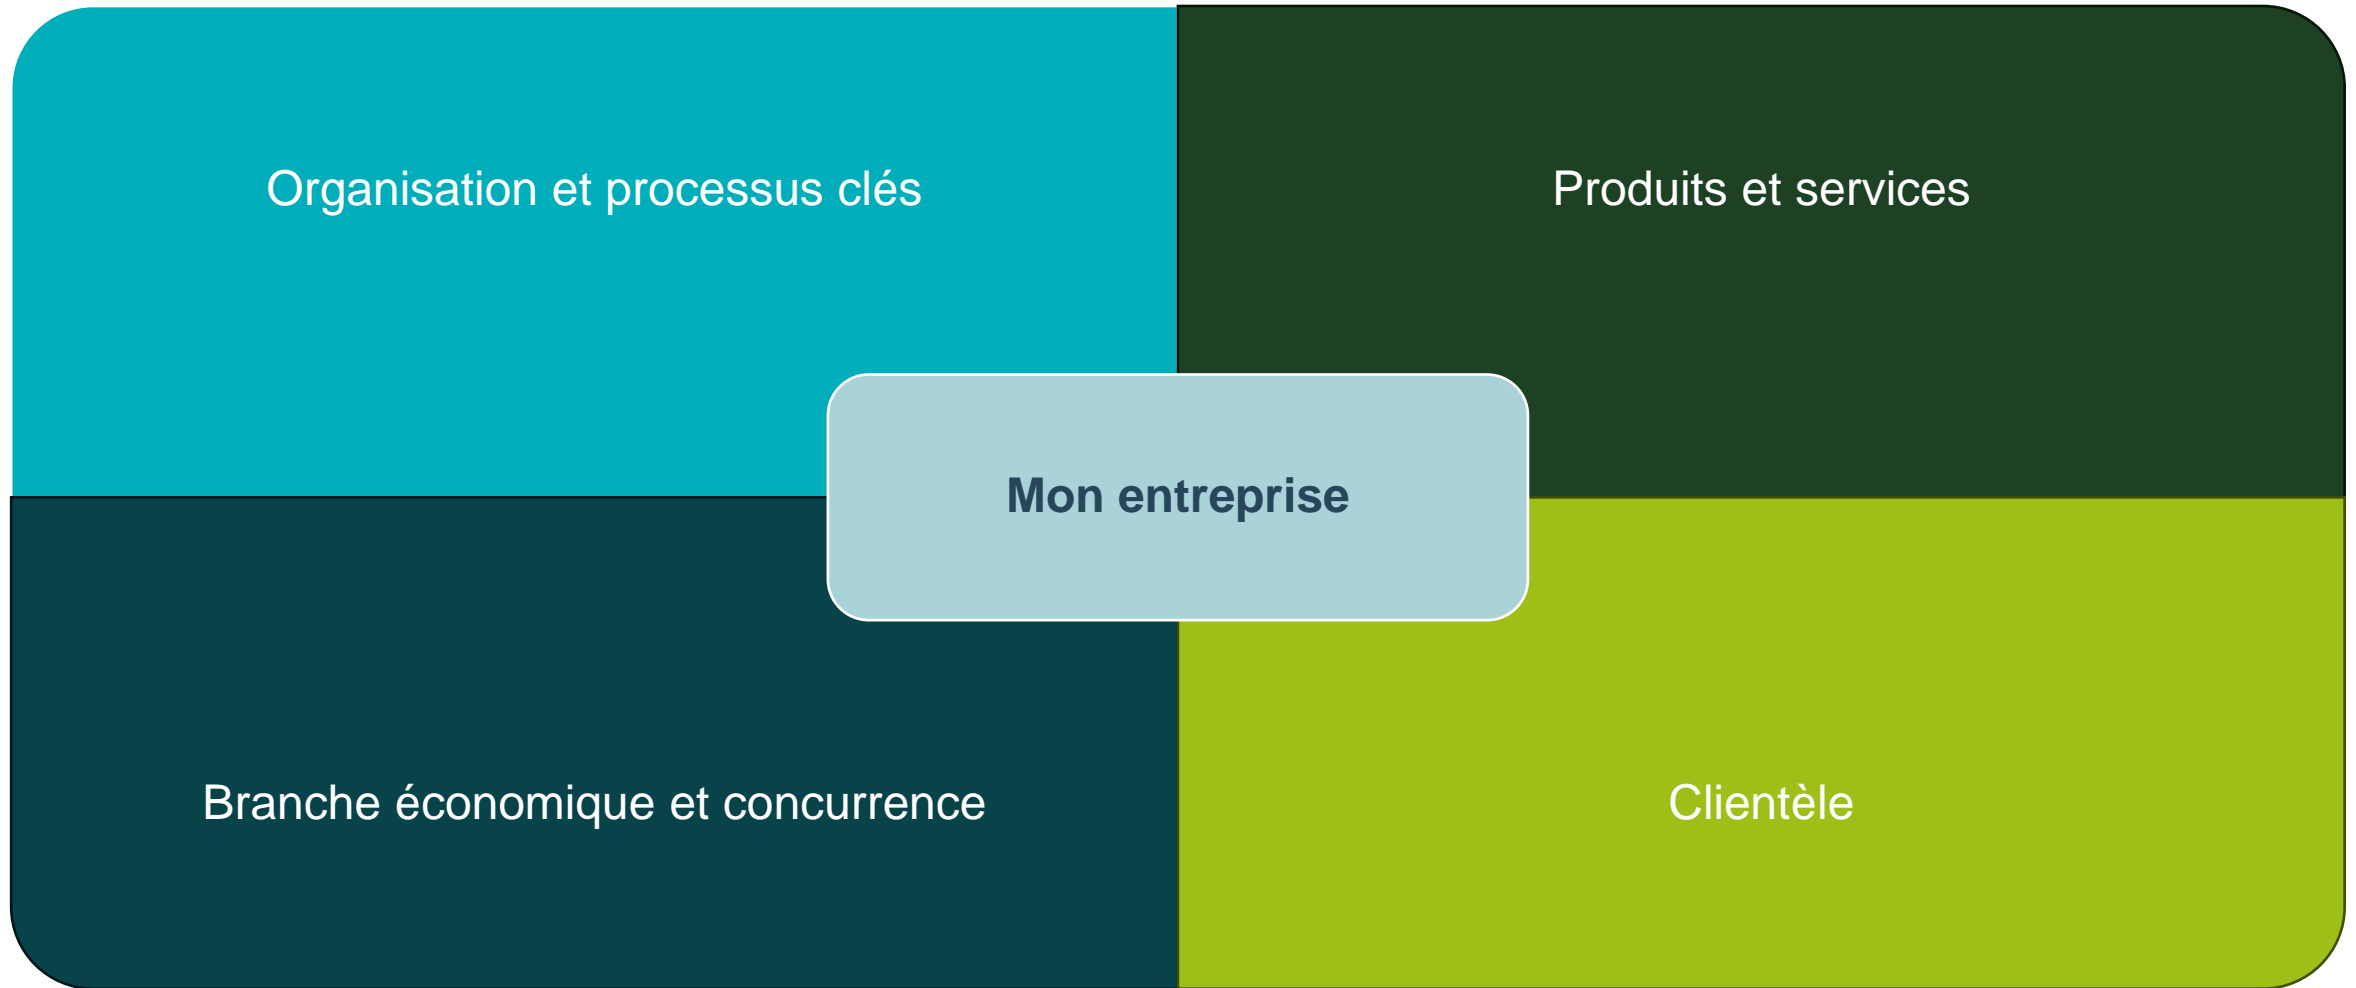 Organisation et processus clés
Produits et services
Mon entreprise
Branche économique et concurrence
Clientèle